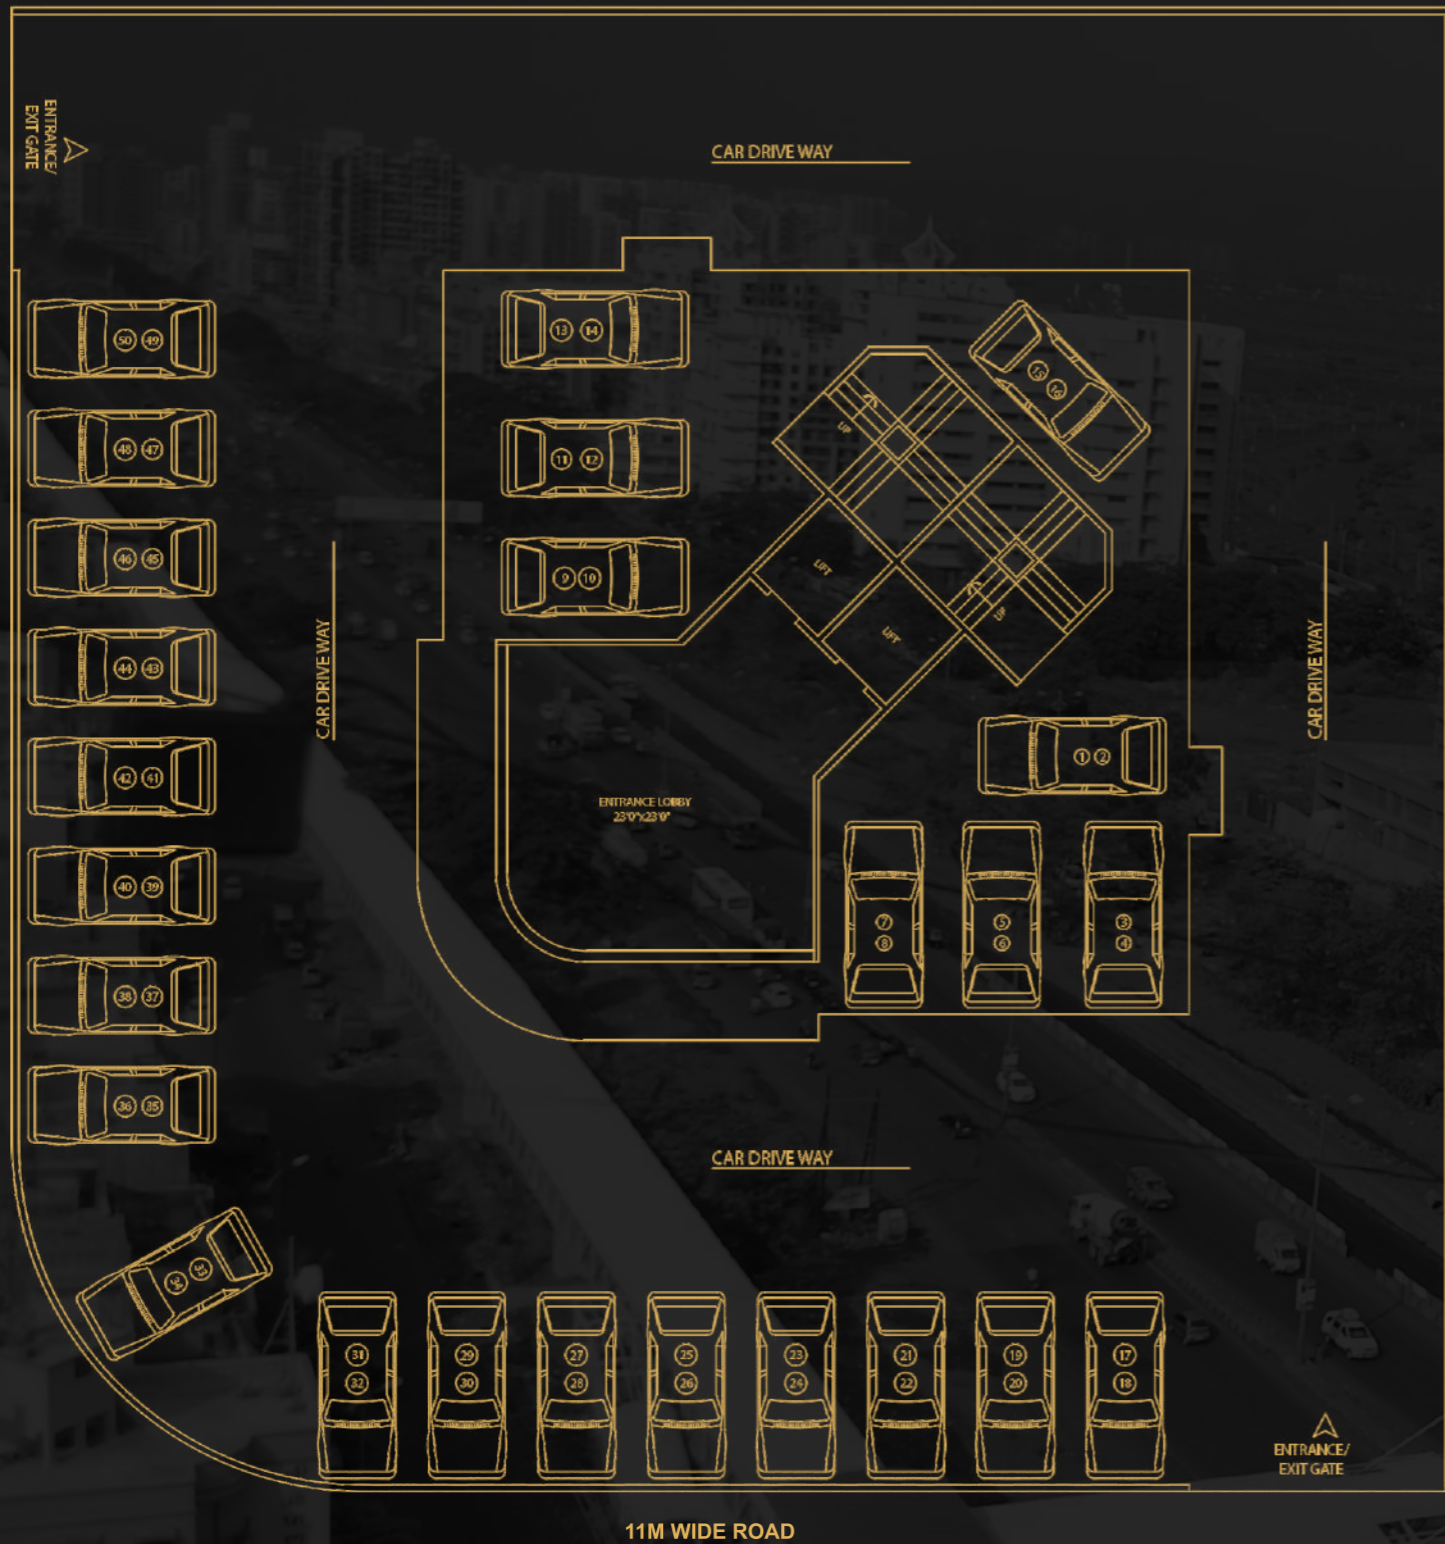 ENTRANCE/
EXIT GATE
CAR DRIVE WAY
50 49
13 14
15
16
UP
48 47
11 12
46 45
LIFT
9 10
UP
LIFT
44 43
CAR DRIVE WAY
CAR DRIVE WAY
42 41
1 2
ENTRANCE LOBBY
23'0"x23'0"
40 39
7
8
5
6
3
4
38 37
36 35
CAR DRIVE WAY
34 33
31
32
29
30
27
28
25
26
23
24
21
22
19
20
17
18
ENTRANCE/
EXIT GATE
11M WIDE ROAD